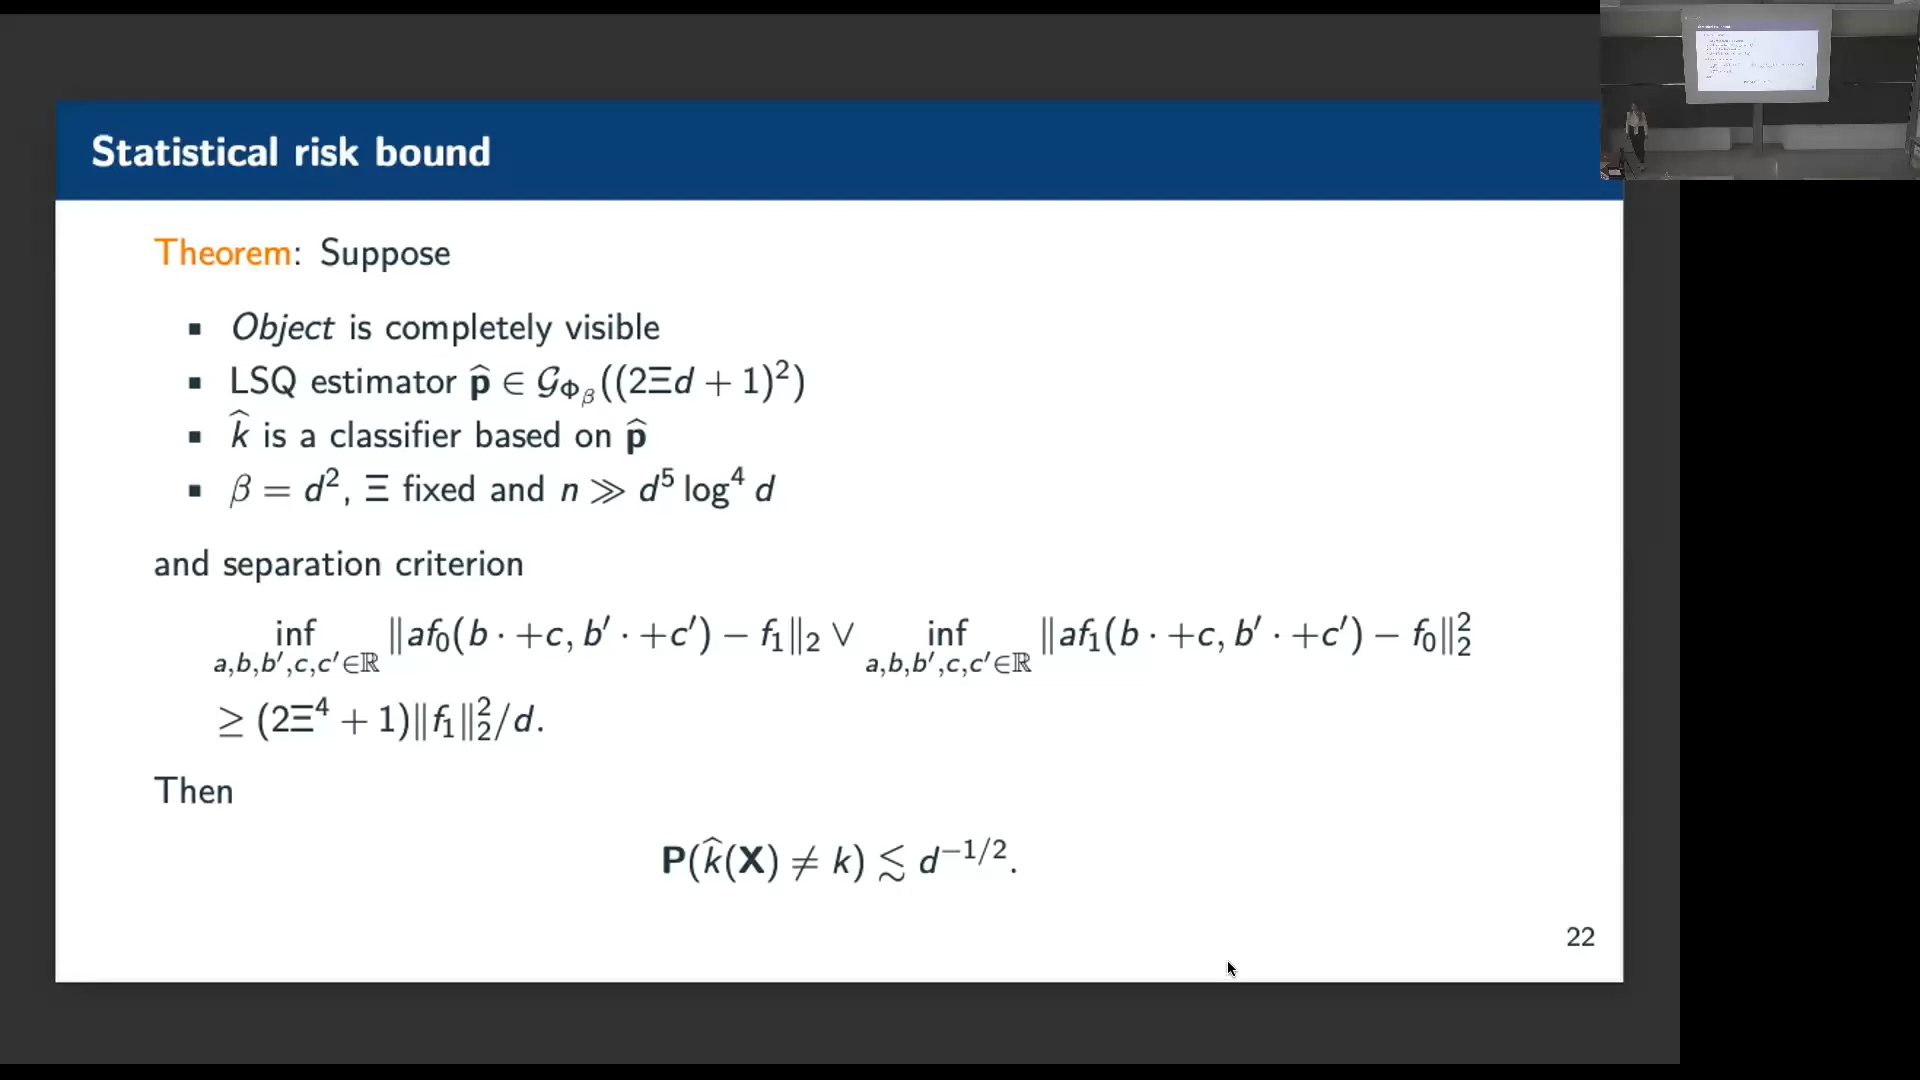 Statistical risk bound
Theorem: Suppose
▪ Object is completely visible
▪ LSQ estimator p̂ ∈ 𝒢_{Φ_β}((2Ξd + 1)²)
▪ k̂ is a classifier based on p̂
▪ β = d², Ξ fixed and n ≫ d⁵ log⁴ d
and separation criterion
inf_{a,b,b′,c,c′∈ℝ} ‖af₀(b · +c, b′ · +c′) − f₁‖₂ ∨ inf_{a,b,b′,c,c′∈ℝ} ‖af₁(b · +c, b′ · +c′) − f₀‖₂²
≥ (2Ξ⁴ + 1)‖f₁‖₂²/d.
Then
P(k̂(X) ≠ k) ≲ d^{−1/2}.
22